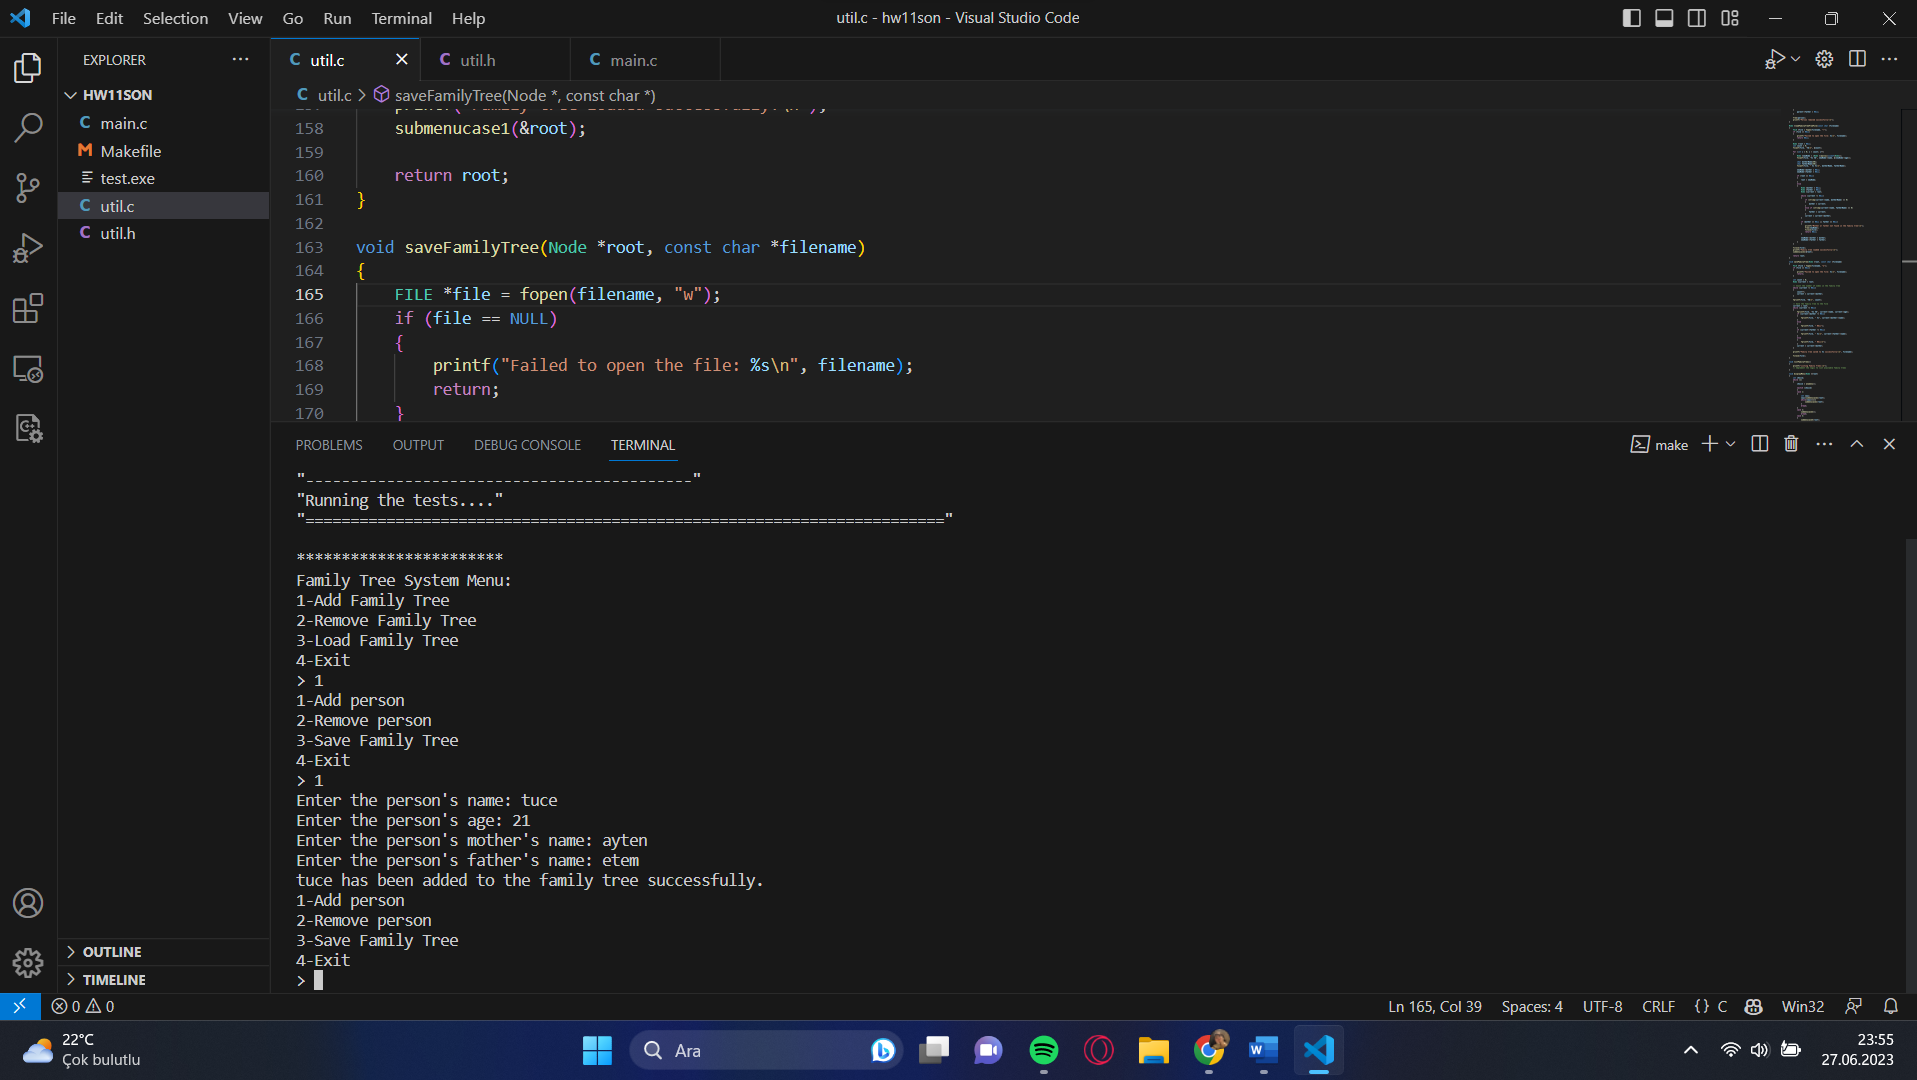 File Edit Selection View Go Run Terminal Help
util.c - hw11son - Visual Studio Code
EXPLORER
HW11SON
main.c
Makefile
test.exe
util.c
util.h
OUTLINE
TIMELINE
util.c
util.h
main.c
util.c > saveFamilyTree(Node *, const char *)
158 submenucase1(&root);
159
160 return root;
161 }
162
163 void saveFamilyTree(Node *root, const char *filename)
164 {
165 FILE *file = fopen(filename, "w");
166 if (file == NULL)
167 {
168 printf("Failed to open the file: %s\n", filename);
169 return;
170 }
PROBLEMS OUTPUT DEBUG CONSOLE TERMINAL
make
"-------------------------------------------"
"Running the tests...."
"======================================================================="
***********************
Family Tree System Menu:
1-Add Family Tree
2-Remove Family Tree
3-Load Family Tree
4-Exit
> 1
1-Add person
2-Remove person
3-Save Family Tree
4-Exit
> 1
Enter the person's name: tuce
Enter the person's age: 21
Enter the person's mother's name: ayten
Enter the person's father's name: etem
tuce has been added to the family tree successfully.
1-Add person
2-Remove person
3-Save Family Tree
4-Exit
>
0 0
Ln 165, Col 39 Spaces: 4 UTF-8 CRLF {} C Win32
22°C
Çok bulutlu
Ara
23:55
27.06.2023